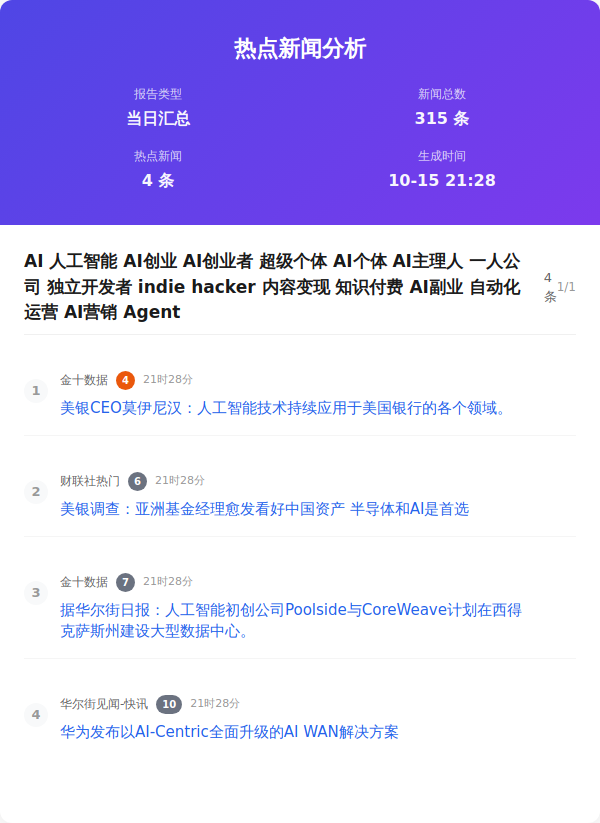 热点新闻分析
报告类型
当日汇总
新闻总数
315 条
热点新闻
4 条
生成时间
10-15 21:28
AI 人工智能 AI创业 AI创业者 超级个体 AI个体 AI主理人 一人公
司 独立开发者 indie hacker 内容变现 知识付费 AI副业 自动化
运营 AI营销 Agent
4
条
1/1
1
金十数据 4 21时28分
美银CEO莫伊尼汉：人工智能技术持续应用于美国银行的各个领域。
2
财联社热门 6 21时28分
美银调查：亚洲基金经理愈发看好中国资产 半导体和AI是首选
3
金十数据 7 21时28分
据华尔街日报：人工智能初创公司Poolside与CoreWeave计划在西得
克萨斯州建设大型数据中心。
4
华尔街见闻-快讯 10 21时28分
华为发布以AI-Centric全面升级的AI WAN解决方案